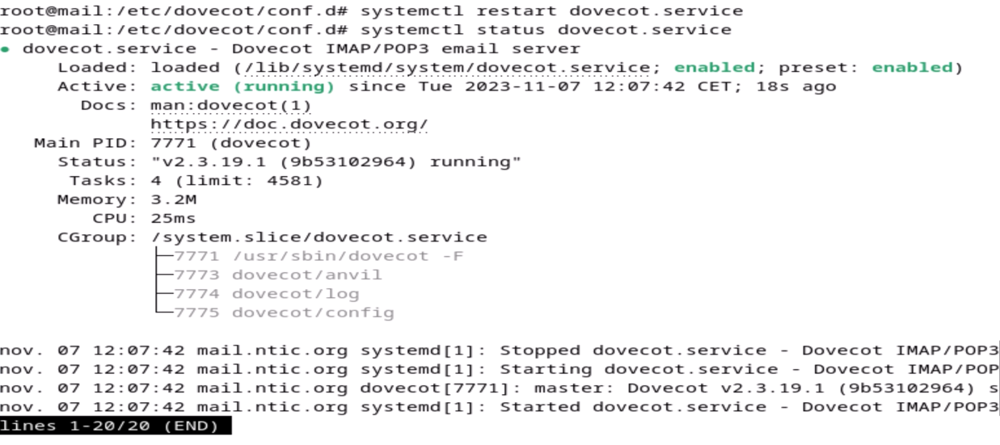 root@mail:/etc/dovecot/conf.d# systemctl restart dovecot.service
root@mail:/etc/dovecot/conf.d# systemctl status dovecot.service
● dovecot.service - Dovecot IMAP/POP3 email server
     Loaded: loaded (/lib/systemd/system/dovecot.service; enabled; preset: enabled)
     Active: active (running) since Tue 2023-11-07 12:07:42 CET; 18s ago
       Docs: man:dovecot(1)
             https://doc.dovecot.org/
   Main PID: 7771 (dovecot)
     Status: "v2.3.19.1 (9b53102964) running"
      Tasks: 4 (limit: 4581)
     Memory: 3.2M
        CPU: 25ms
     CGroup: /system.slice/dovecot.service
             ├─7771 /usr/sbin/dovecot -F
             ├─7773 dovecot/anvil
             ├─7774 dovecot/log
             └─7775 dovecot/config
nov. 07 12:07:42 mail.ntic.org systemd[1]: Stopped dovecot.service - Dovecot IMAP/POP3
nov. 07 12:07:42 mail.ntic.org systemd[1]: Starting dovecot.service - Dovecot IMAP/POP
nov. 07 12:07:42 mail.ntic.org dovecot[7771]: master: Dovecot v2.3.19.1 (9b53102964) s
nov. 07 12:07:42 mail.ntic.org systemd[1]: Started dovecot.service - Dovecot IMAP/POP3
lines 1-20/20 (END)